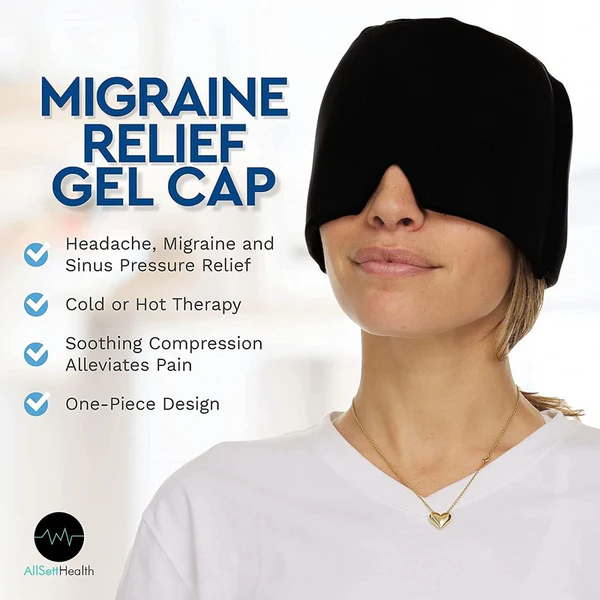 MIGRAINE
RELIEF
GEL CAP
Headache, Migraine and
Sinus Pressure Relief
Cold or Hot Therapy
Soothing Compression
Alleviates Pain
One-Piece Design
AllSettHealth